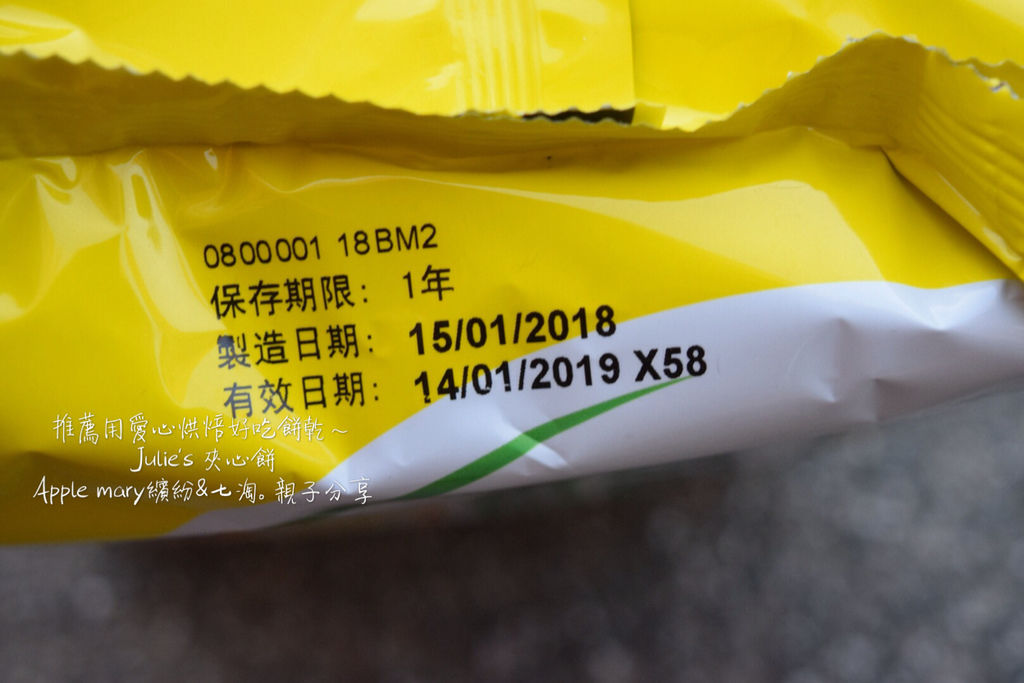 0800001 18BM2
保存期限： 1年
製造日期： 15/01/2018
有效日期： 14/01/2019 X58
推薦用愛心烘焙好吃餅乾~
Julie's 夾心餅
Apple mary繽紛&七淘。親子分享